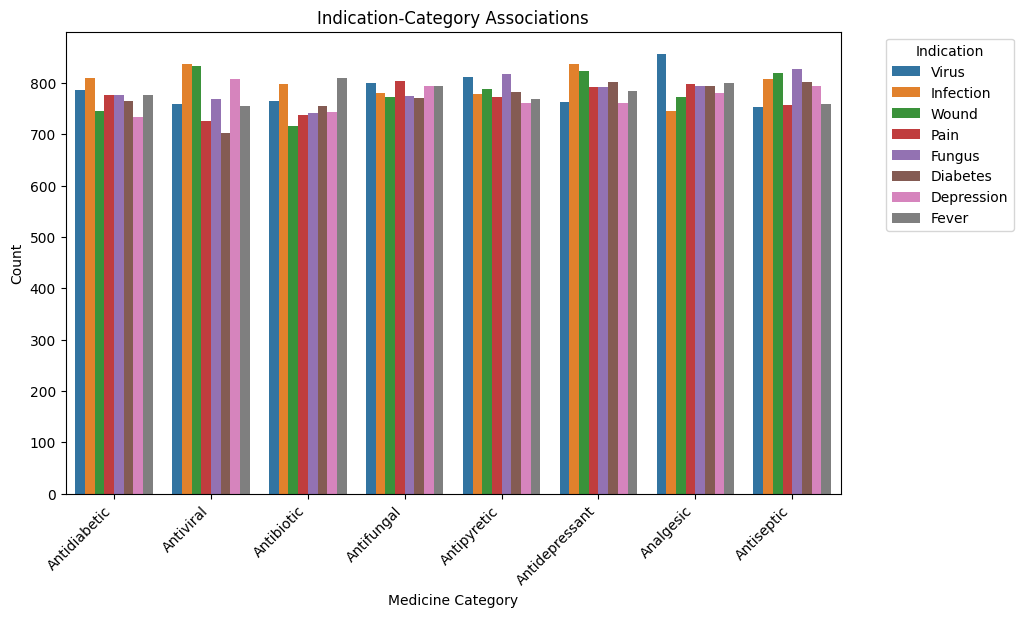 Indication-Category Associations
Count
800
700
600
500
400
300
200
100
0
Antidiabetic
Antiviral
Antibiotic
Antifungal
Antipyretic
Antidepressant
Analgesic
Antiseptic
Medicine Category
Indication
Virus
Infection
Wound
Pain
Fungus
Diabetes
Depression
Fever